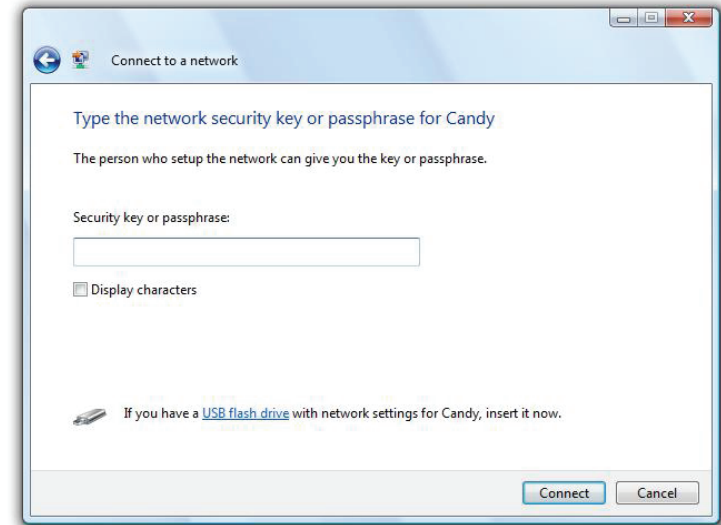 Connect to a network
Type the network security key or passphrase for Candy
The person who setup the network can give you the key or passphrase.
Security key or passphrase:
Display characters
If you have a USB flash drive with network settings for Candy, insert it now.
Connect Cancel